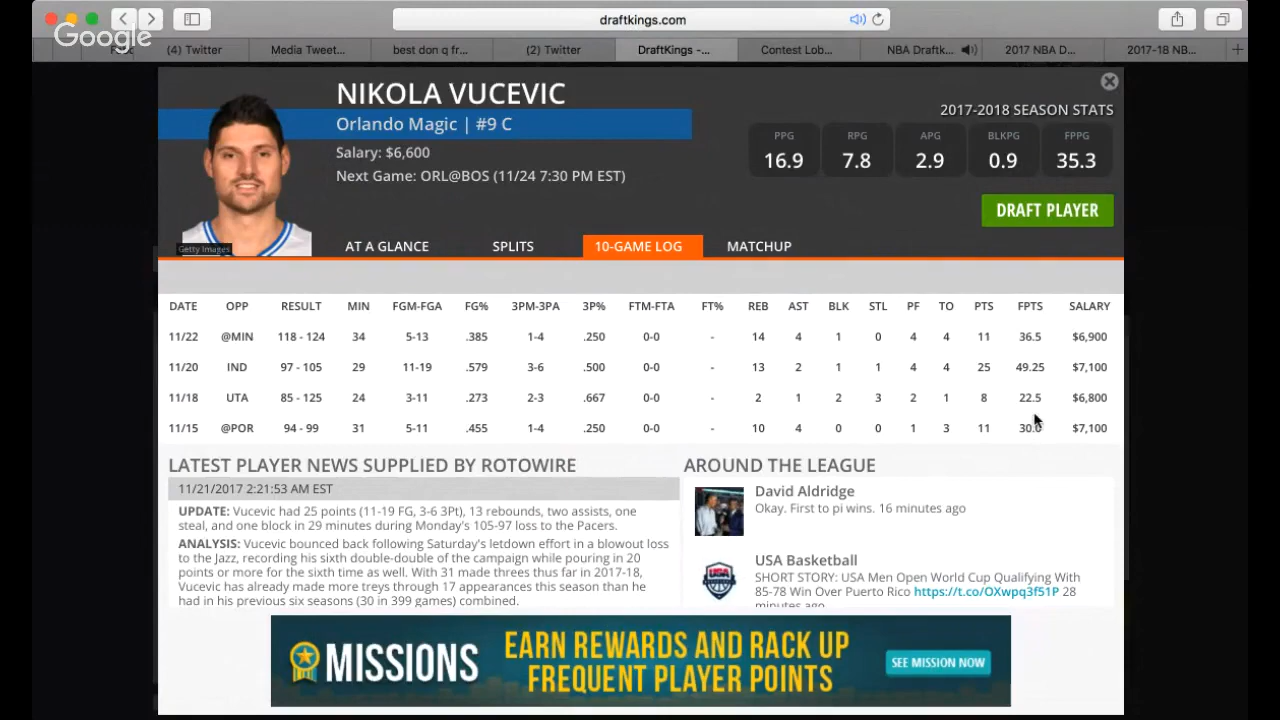 draftkings.com
Google
(4) Twitter
Media Tweet...
best don q fr...
(2) Twitter
DraftKings -...
Contest Lob...
NBA Draftk...
2017 NBA D...
2017-18 NB...
NIKOLA VUCEVIC
Orlando Magic | #9 C
Salary: $6,600
Next Game: ORL@BOS (11/24 7:30 PM EST)
2017-2018 SEASON STATS
PPG RPG APG BLKPG FPPG
16.9 7.8 2.9 0.9 35.3
DRAFT PLAYER
Getty Images
AT A GLANCE SPLITS 10-GAME LOG MATCHUP
DATE OPP RESULT MIN FGM-FGA FG% 3PM-3PA 3P% FTM-FTA FT% REB AST BLK STL PF TO PTS FPTS SALARY
11/22 @MIN 118 - 124 34 5-13 .385 1-4 .250 0-0 - 14 4 1 0 4 4 11 36.5 $6,900
11/20 IND 97 - 105 29 11-19 .579 3-6 .500 0-0 - 13 2 1 1 4 4 25 49.25 $7,100
11/18 UTA 85 - 125 24 3-11 .273 2-3 .667 0-0 - 2 1 2 3 2 1 8 22.5 $6,800
11/15 @POR 94 - 99 31 5-11 .455 1-4 .250 0-0 - 10 4 0 0 1 3 11 $7,100
LATEST PLAYER NEWS SUPPLIED BY ROTOWIRE
11/21/2017 2:21:53 AM EST
UPDATE: Vucevic had 25 points (11-19 FG, 3-6 3Pt), 13 rebounds, two assists, one
steal, and one block in 29 minutes during Monday's 105-97 loss to the Pacers.
ANALYSIS: Vucevic bounced back following Saturday's letdown effort in a blowout loss
to the Jazz, recording his sixth double-double of the campaign while pouring in 20
points or more for the sixth time as well. With 31 made threes thus far in 2017-18,
Vucevic has already made more treys through 17 appearances this season than he
had in his previous six seasons (30 in 399 games) combined.
AROUND THE LEAGUE
David Aldridge
Okay. First to pi wins. 16 minutes ago
USA Basketball
SHORT STORY: USA Men Open World Cup Qualifying With
85-78 Win Over Puerto Rico https://t.co/OXwpq3f51P 28
minutes ago
MISSIONS
EARN REWARDS AND RACK UP
FREQUENT PLAYER POINTS
SEE MISSION NOW